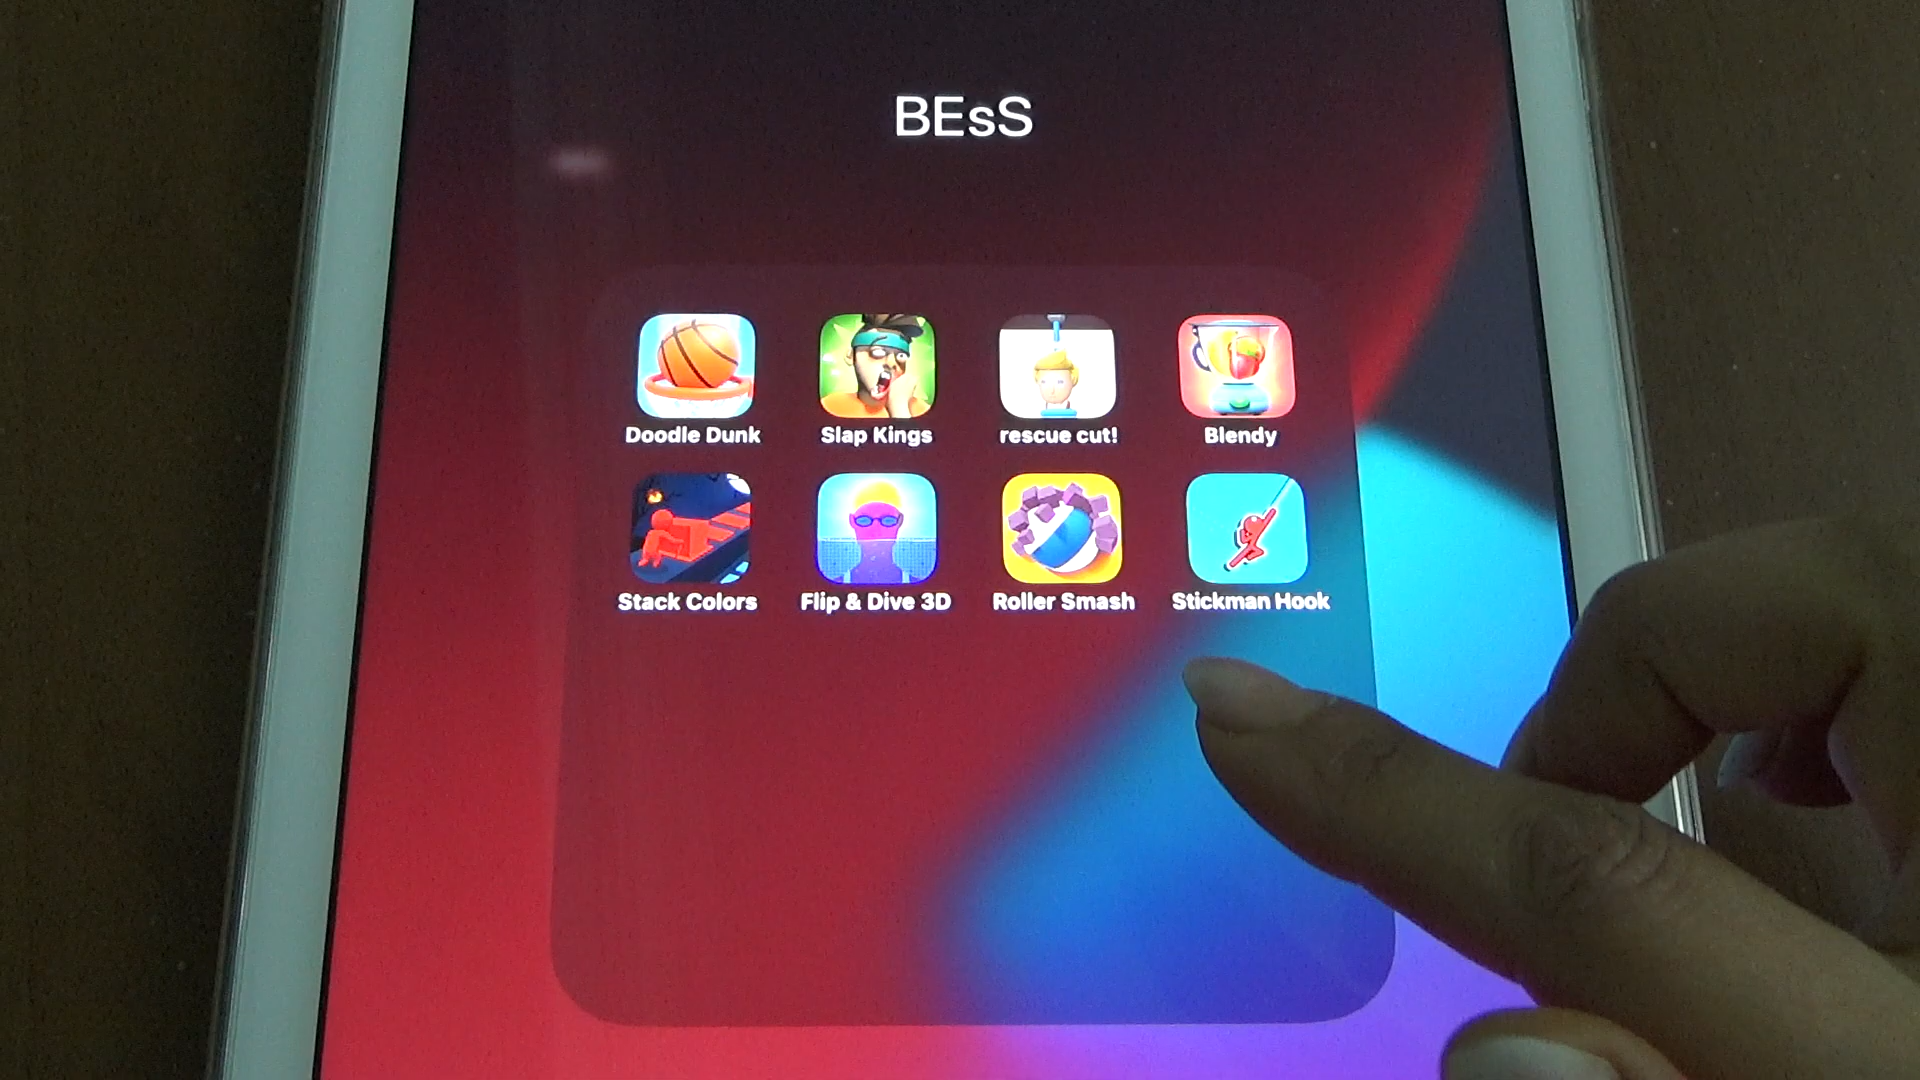 BEsS
Doodle Dunk
Slap Kings
rescue cut!
Blendy
Stack Colors
Flip & Dive 3D
Roller Smash
Stickman Hook